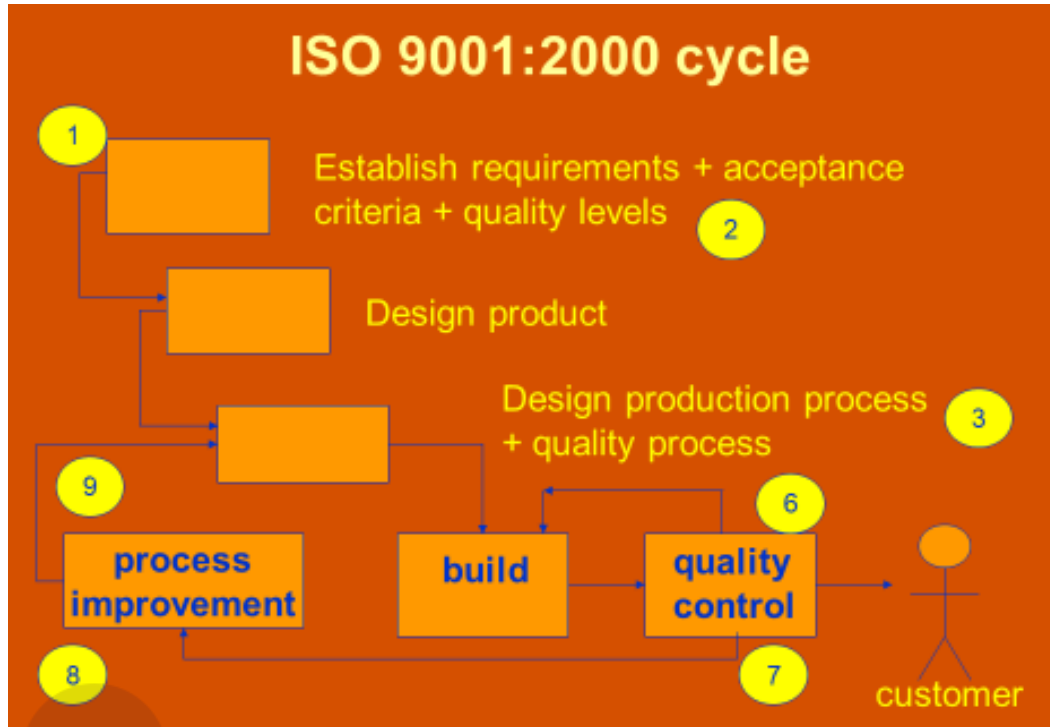 ISO 9001:2000 cycle
1
Establish requirements + acceptance
criteria + quality levels
2
Design product
Design production process
+ quality process
3
9
6
process
improvement
build
quality
control
8
7
customer